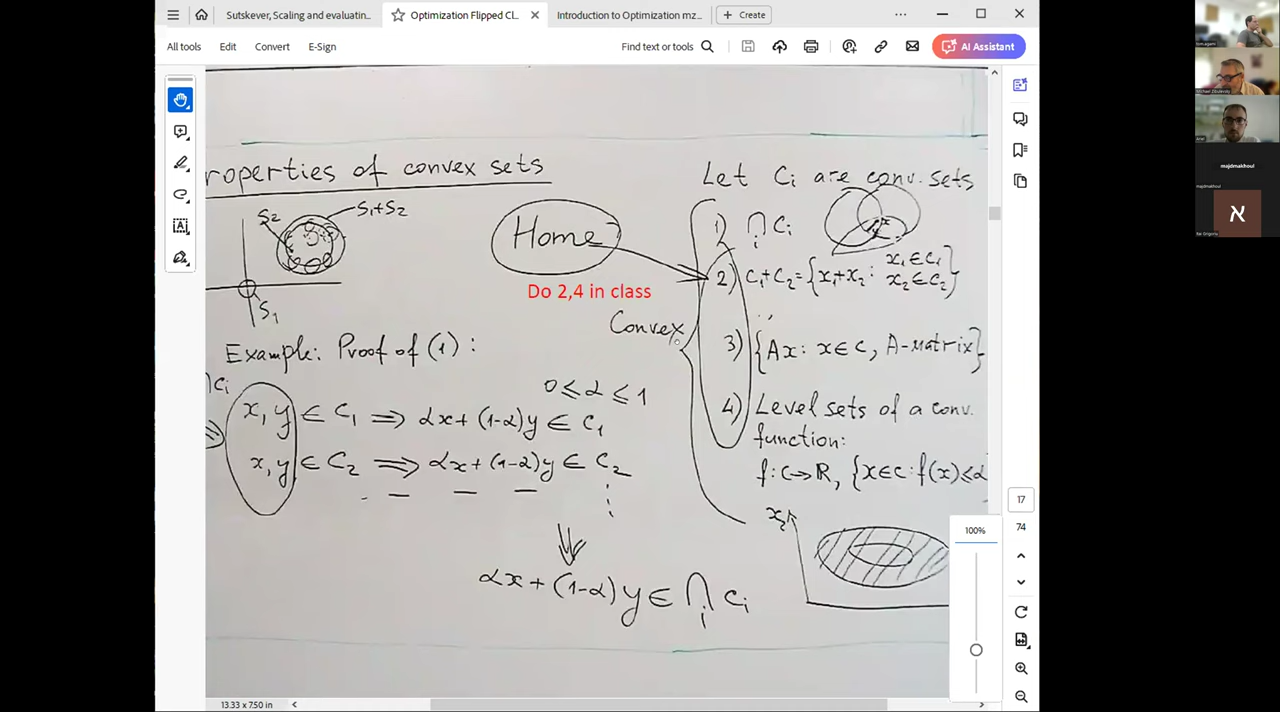 Sutskever, Scaling and evaluatin...
Optimization Flipped Cl...
Introduction to Optimization mz...
Create
All tools
Edit
Convert
E-Sign
Find text or tools
AI Assistant
roperties of convex sets
S2
S1+S2
S1
Home
Do 2,4 in class
Convex
Let Ci are conv. sets
1) ⋂i Ci
2) C1+C2={x1+x2 : x1∈C1
x2∈C2}
3) {Ax: x∈C, A-matrix}
4) Level sets of a conv.
function:
f: C→R, {x∈C: f(x)≤α
x2
Example: Proof of (1):
⋂Ci
0≤α≤1
x, y ∈ C1 ⟹ αx+(1-α)y ∈ C1
x, y ∈ C2 ⟹ αx+(1-α)y ∈ C2
αx+(1-α)y ∈ ⋂i Ci
17
74
100%
13.33 x 7.50 in
majdmakhoul
majdmakhoul
א